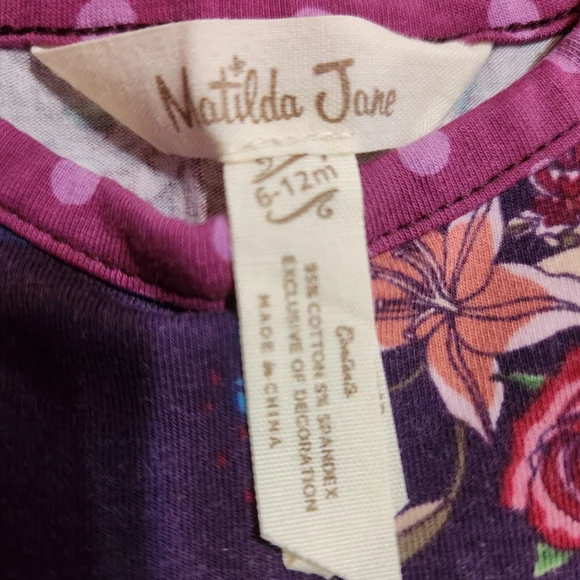 Matilda Jane
6-12m
95% COTTON 5% SPANDEX
EXCLUSIVE OF DECORATION
MADE IN CHINA